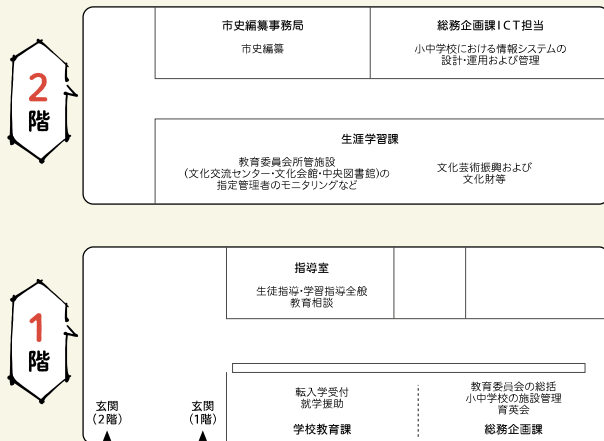 2階
市史編纂事務局
市史編纂
総務企画課ICT担当
小中学校における情報システムの
設計・運用および管理
生涯学習課
教育委員会所管施設
(文化交流センター・文化会館・中央図書館)の
指定管理者のモニタリングなど
文化芸術振興および
文化財等
1階
指導室
生徒指導・学習指導全般
教育相談
玄関
(2階)
玄関
(1階)
転入学受付
就学援助
学校教育課
教育委員会の総括
小中学校の施設管理
育英会
総務企画課